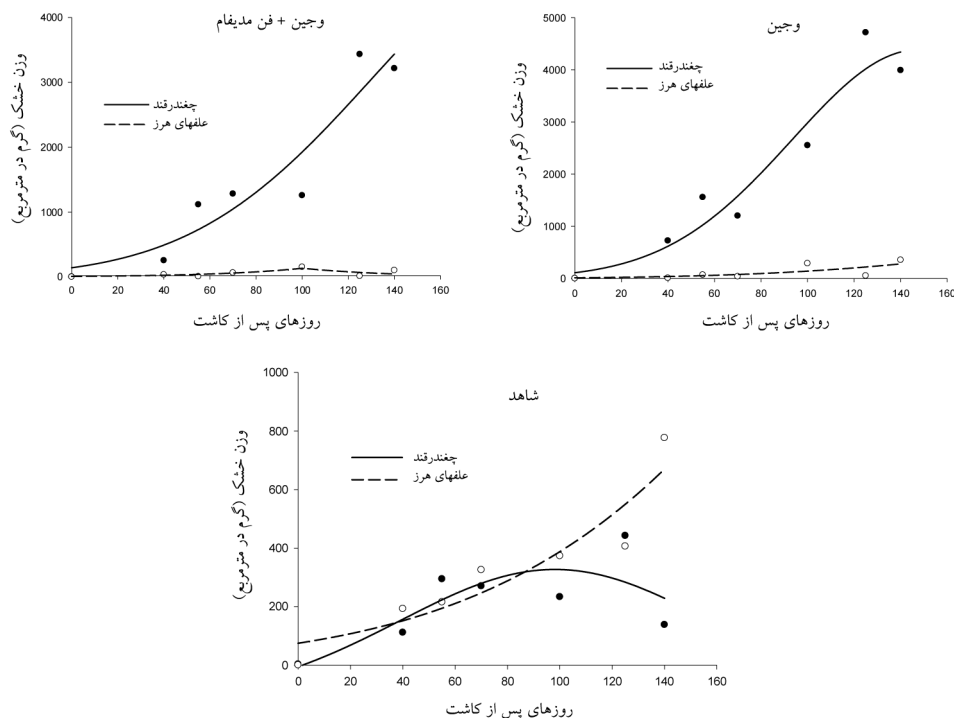 وجین + فن مدیفام
4000
3000
2000
1000
0
وزن خشک (گرم در مترمربع)
چغندرقند
علفهای هرز
0 20 40 60 80 100 120 140 160
روزهای پس از کاشت
وجین
5000
4000
3000
2000
1000
0
وزن خشک (گرم در مترمربع)
چغندرقند
علفهای هرز
0 20 40 60 80 100 120 140 160
روزهای پس از کاشت
شاهد
1000
800
600
400
200
0
وزن خشک (گرم در مترمربع)
چغندرقند
علفهای هرز
0 20 40 60 80 100 120 140 160
روزهای پس از کاشت